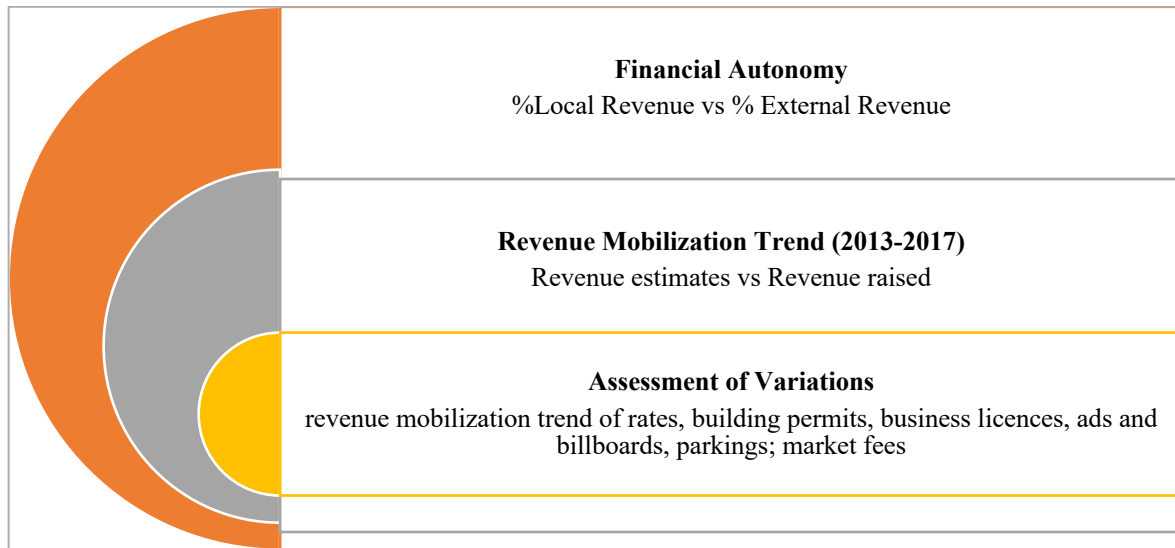 Financial Autonomy
%Local Revenue vs % External Revenue
Revenue Mobilization Trend (2013-2017)
Revenue estimates vs Revenue raised
Assessment of Variations
revenue mobilization trend of rates, building permits, business licences, ads and
billboards, parkings; market fees